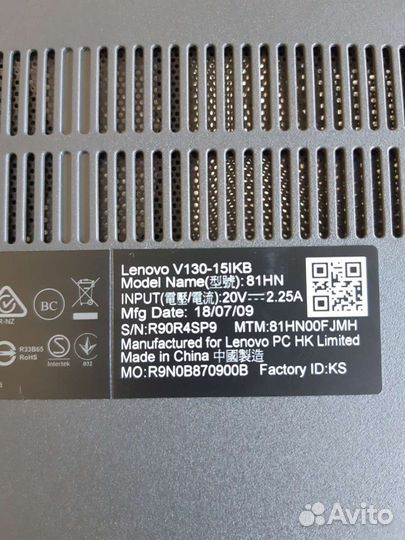 Lenovo V130-15IKB
Model Name(型號):81HN
INPUT(電壓/電流):20V⎓2.25A
Mfg Date: 18/07/09
S/N:R90R4SP9 MTM:81HN00FJMH
Manufactured for Lenovo PC HK Limited
Made in China 中國製造
MO:R9N0B870900B Factory ID:KS
R-NZ
BC
R33B65
RoHS
Intertek
032
Avito